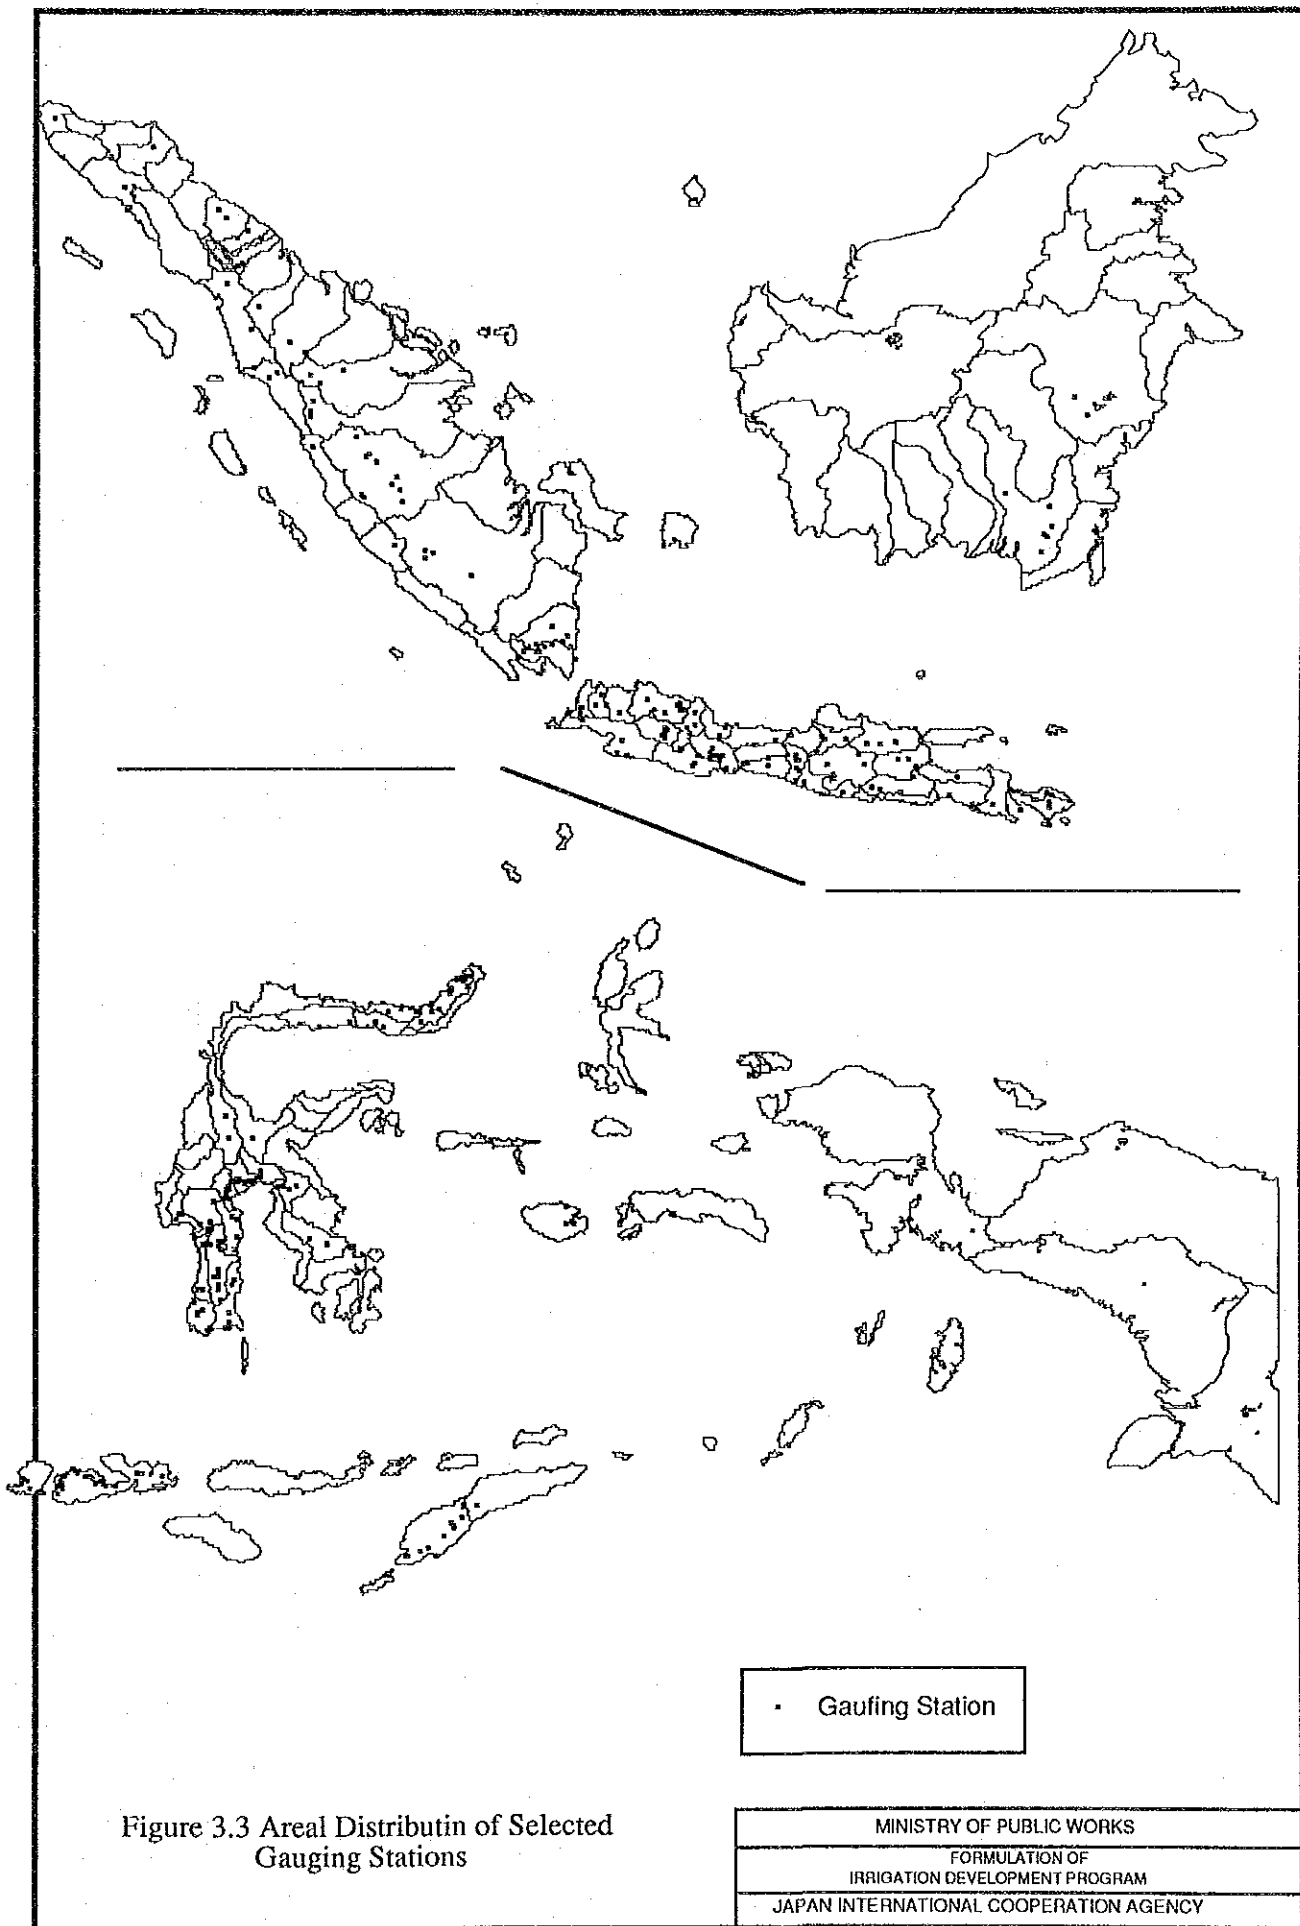 Gaufing Station
Figure 3.3 Areal Distributin of Selected
Gauging Stations
MINISTRY OF PUBLIC WORKS
FORMULATION OF
IRRIGATION DEVELOPMENT PROGRAM
JAPAN INTERNATIONAL COOPERATION AGENCY